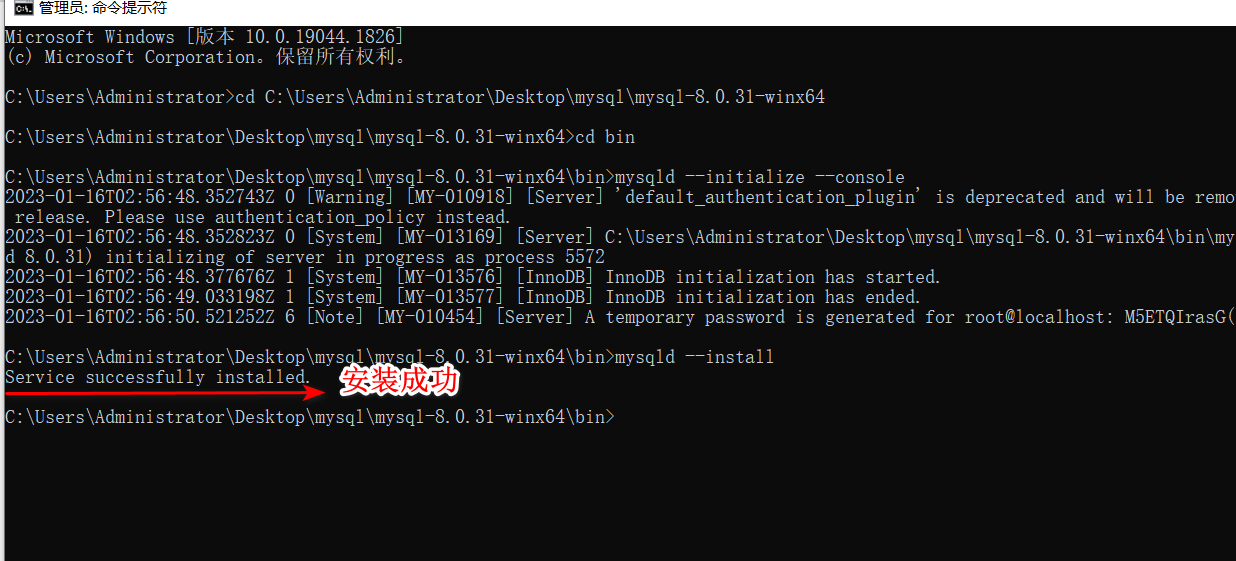 管理员: 命令提示符
Microsoft Windows [版本 10.0.19044.1826]
(c) Microsoft Corporation。保留所有权利。
C:\Users\Administrator>cd C:\Users\Administrator\Desktop\mysql\mysql-8.0.31-winx64
C:\Users\Administrator\Desktop\mysql\mysql-8.0.31-winx64>cd bin
C:\Users\Administrator\Desktop\mysql\mysql-8.0.31-winx64\bin>mysqld --initialize --console
2023-01-16T02:56:48.352743Z 0 [Warning] [MY-010918] [Server] 'default_authentication_plugin' is deprecated and will be remo
release. Please use authentication_policy instead.
2023-01-16T02:56:48.352823Z 0 [System] [MY-013169] [Server] C:\Users\Administrator\Desktop\mysql\mysql-8.0.31-winx64\bin\my
d 8.0.31) initializing of server in progress as process 5572
2023-01-16T02:56:48.377676Z 1 [System] [MY-013576] [InnoDB] InnoDB initialization has started.
2023-01-16T02:56:49.033198Z 1 [System] [MY-013577] [InnoDB] InnoDB initialization has ended.
2023-01-16T02:56:50.521252Z 6 [Note] [MY-010454] [Server] A temporary password is generated for root@localhost: M5ETQIrasG(
C:\Users\Administrator\Desktop\mysql\mysql-8.0.31-winx64\bin>mysqld --install
Service successfully installed.
安装成功
C:\Users\Administrator\Desktop\mysql\mysql-8.0.31-winx64\bin>